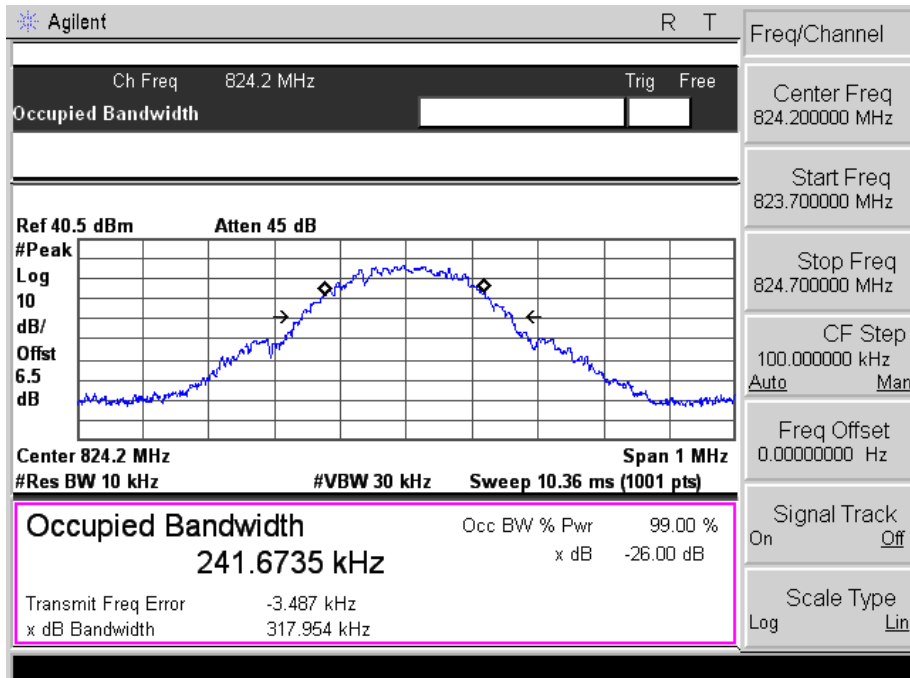 Agilent R T
Ch Freq 824.2 MHz Trig Free
Occupied Bandwidth
Ref 40.5 dBm Atten 45 dB
#Peak
Log
10
dB/
Offst
6.5
dB
Center 824.2 MHz Span 1 MHz
#Res BW 10 kHz #VBW 30 kHz Sweep 10.36 ms (1001 pts)
Occupied Bandwidth
241.6735 kHz
Occ BW % Pwr 99.00 %
x dB -26.00 dB
Transmit Freq Error -3.487 kHz
x dB Bandwidth 317.954 kHz
Freq/Channel
Center Freq
824.200000 MHz
Start Freq
823.700000 MHz
Stop Freq
824.700000 MHz
CF Step
100.000000 kHz
Auto Man
Freq Offset
0.00000000 Hz
Signal Track
On Off
Scale Type
Log Lin